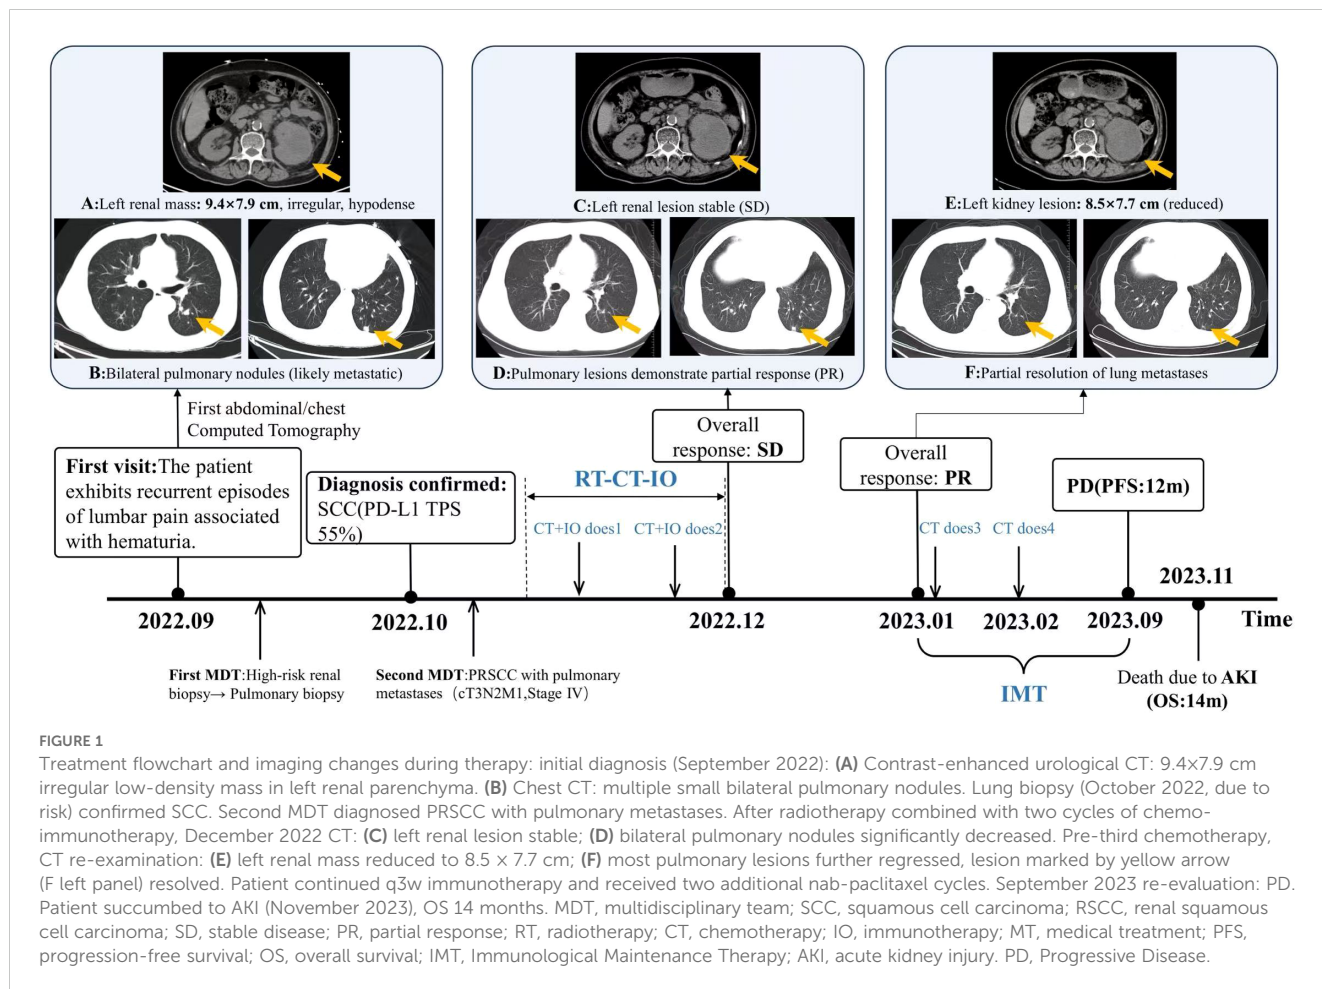 A:Left renal mass: 9.4×7.9 cm, irregular, hypodense
B:Bilateral pulmonary nodules (likely metastatic)
C:Left renal lesion stable (SD)
D:Pulmonary lesions demonstrate partial response (PR)
E:Left kidney lesion: 8.5×7.7 cm (reduced)
F:Partial resolution of lung metastases
First abdominal/chest
Computed Tomography
First visit:The patient
exhibits recurrent episodes
of lumbar pain associated
with hematuria.
Diagnosis confirmed:
SCC(PD-L1 TPS
55%)
RT-CT-IO
CT+IO does1
CT+IO does2
Overall
response: SD
Overall
response: PR
CT does3
CT does4
PD(PFS:12m)
2023.11
2022.09
2022.10
2022.12
2023.01
2023.02
2023.09
Time
First MDT:High-risk renal
biopsy→ Pulmonary biopsy
Second MDT:PRSCC with pulmonary
metastases（cT3N2M1,Stage IV）
IMT
Death due to AKI
(OS:14m)
FIGURE 1
Treatment flowchart and imaging changes during therapy: initial diagnosis (September 2022): (A) Contrast-enhanced urological CT: 9.4x7.9 cm
irregular low-density mass in left renal parenchyma. (B) Chest CT: multiple small bilateral pulmonary nodules. Lung biopsy (October 2022, due to
risk) confirmed SCC. Second MDT diagnosed PRSCC with pulmonary metastases. After radiotherapy combined with two cycles of chemo-
immunotherapy, December 2022 CT: (C) left renal lesion stable; (D) bilateral pulmonary nodules significantly decreased. Pre-third chemotherapy,
CT re-examination: (E) left renal mass reduced to 8.5 × 7.7 cm; (F) most pulmonary lesions further regressed, lesion marked by yellow arrow
(F left panel) resolved. Patient continued q3w immunotherapy and received two additional nab-paclitaxel cycles. September 2023 re-evaluation: PD.
Patient succumbed to AKI (November 2023), OS 14 months. MDT, multidisciplinary team; SCC, squamous cell carcinoma; RSCC, renal squamous
cell carcinoma; SD, stable disease; PR, partial response; RT, radiotherapy; CT, chemotherapy; IO, immunotherapy; MT, medical treatment; PFS,
progression-free survival; OS, overall survival; IMT, Immunological Maintenance Therapy; AKI, acute kidney injury. PD, Progressive Disease.